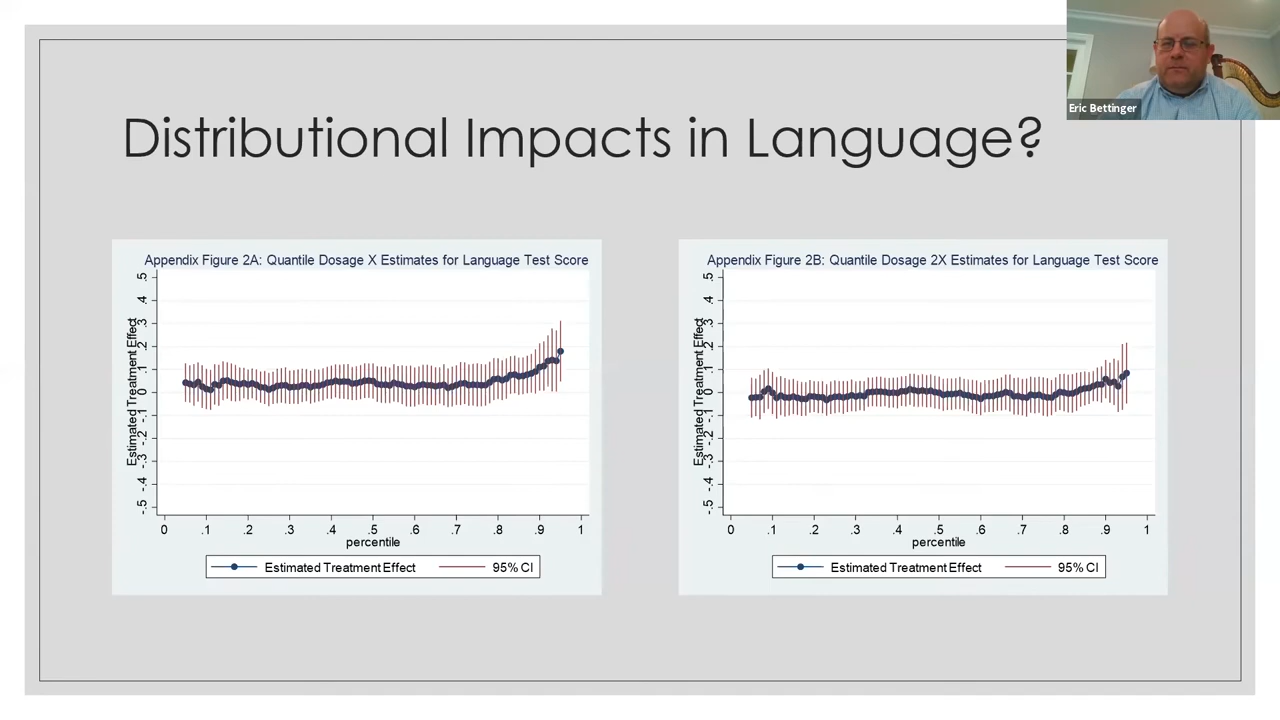 Eric Bettinger
Distributional Impacts in Language?
Appendix Figure 2A: Quantile Dosage X Estimates for Language Test Score
Estimated Treatment Effect
.5
.4
.3
.2
.1
0
-.1
-.2
-.3
-.4
-.5
0 .1 .2 .3 .4 .5 .6 .7 .8 .9 1
percentile
Estimated Treatment Effect 95% CI
Appendix Figure 2B: Quantile Dosage 2X Estimates for Language Test Score
Estimated Treatment Effect
.5
.4
.3
.2
.1
0
-.1
-.2
-.3
-.4
-.5
0 .1 .2 .3 .4 .5 .6 .7 .8 .9 1
percentile
Estimated Treatment Effect 95% CI